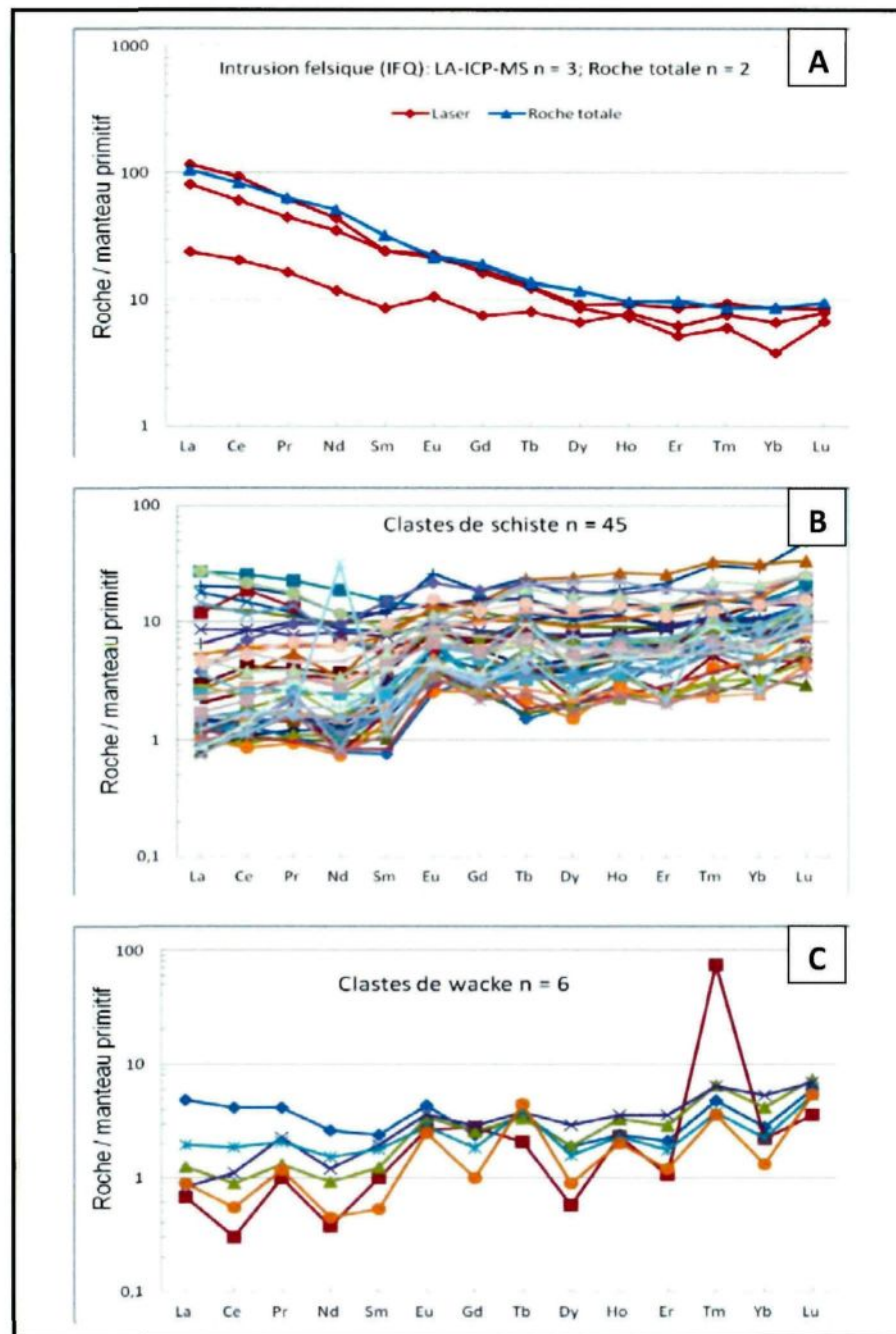 A
Intrusion felsique (IFQ): LA-ICP-MS n = 3; Roche totale n = 2
Laser
Roche totale
Roche / manteau primitif
1000
100
10
1
La Ce Pr Nd Sm Eu Gd Tb Dy Ho Er Tm Yb Lu
B
Clastes de schiste n = 45
Roche / manteau primitif
100
10
1
0,1
La Ce Pr Nd Sm Eu Gd Tb Dy Ho Er Tm Yb Lu
C
Clastes de wacke n = 6
Roche / manteau primitif
100
10
1
0,1
La Ce Pr Nd Sm Eu Gd Tb Dy Ho Er Tm Yb Lu